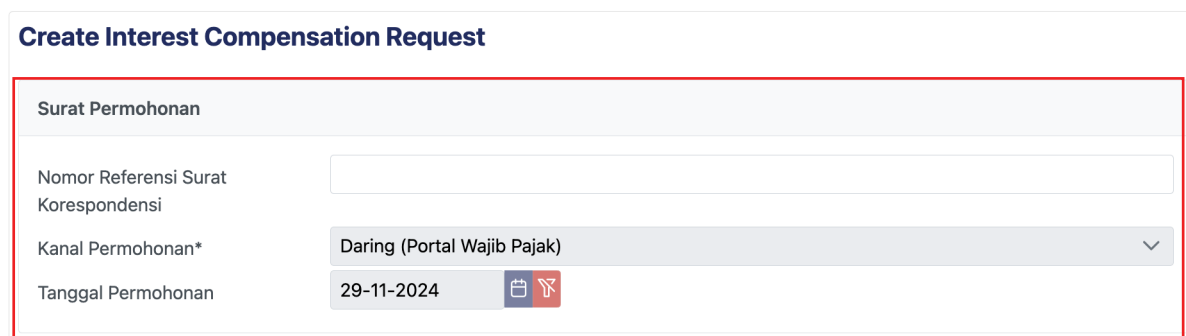 Create Interest Compensation Request
Surat Permohonan
Nomor Referensi Surat
Korespondensi
Kanal Permohonan*
Daring (Portal Wajib Pajak)
Tanggal Permohonan
29-11-2024